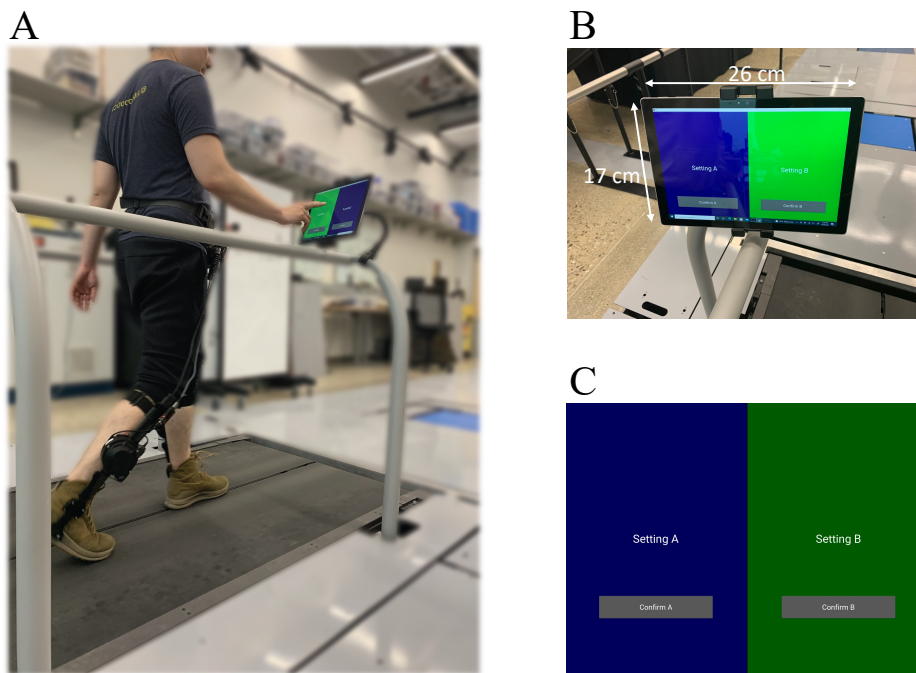 A
B
26 cm
17 cm
Setting A
Setting B
Confirm A
Confirm B
C
Setting A
Setting B
Confirm A
Confirm B